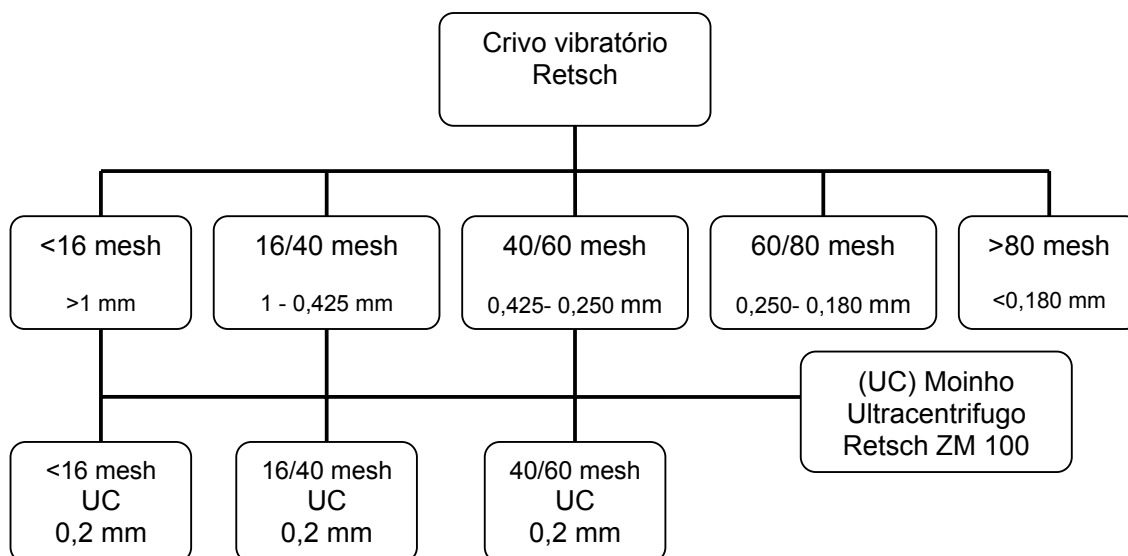 Crivo vibratório
Retsch
<16 mesh
>1 mm
16/40 mesh
1 - 0,425 mm
40/60 mesh
0,425- 0,250 mm
60/80 mesh
0,250- 0,180 mm
>80 mesh
<0,180 mm
(UC) Moinho
Ultracentrifugo
Retsch ZM 100
<16 mesh
UC
0,2 mm
16/40 mesh
UC
0,2 mm
40/60 mesh
UC
0,2 mm